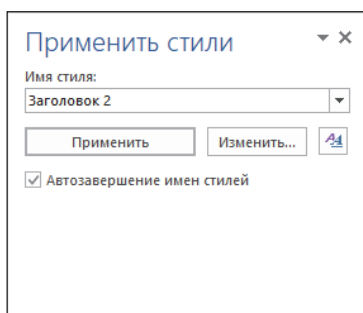 Применить стили
Имя стиля:
Заголовок 2
Применить Изменить...
Автозавершение имен стилей